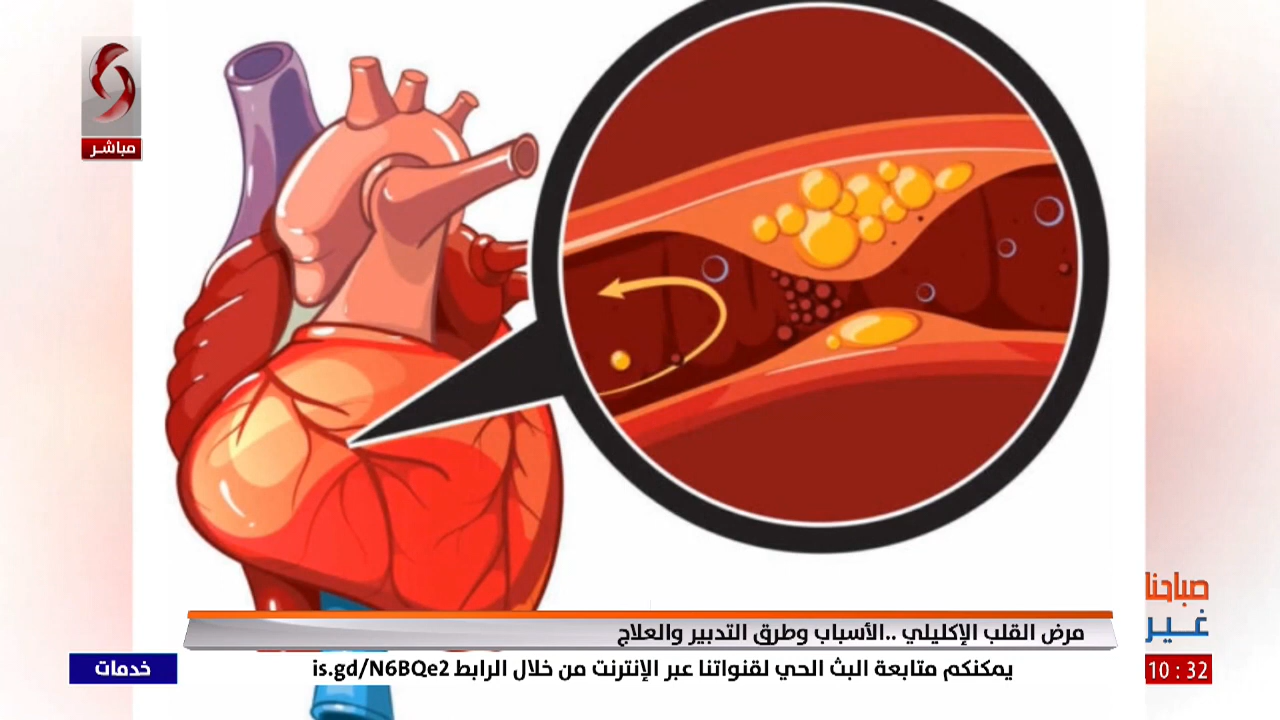 مباشر
صباحنا
غـيـر
مرض القلب الإكليلي ..الأسباب وطرق التدبير والعلاج
10 : 32
يمكنكم متابعة البث الحي لقنواتنا عبر الإنترنت من خلال الرابط is.gd/N6BQe2
خدمات